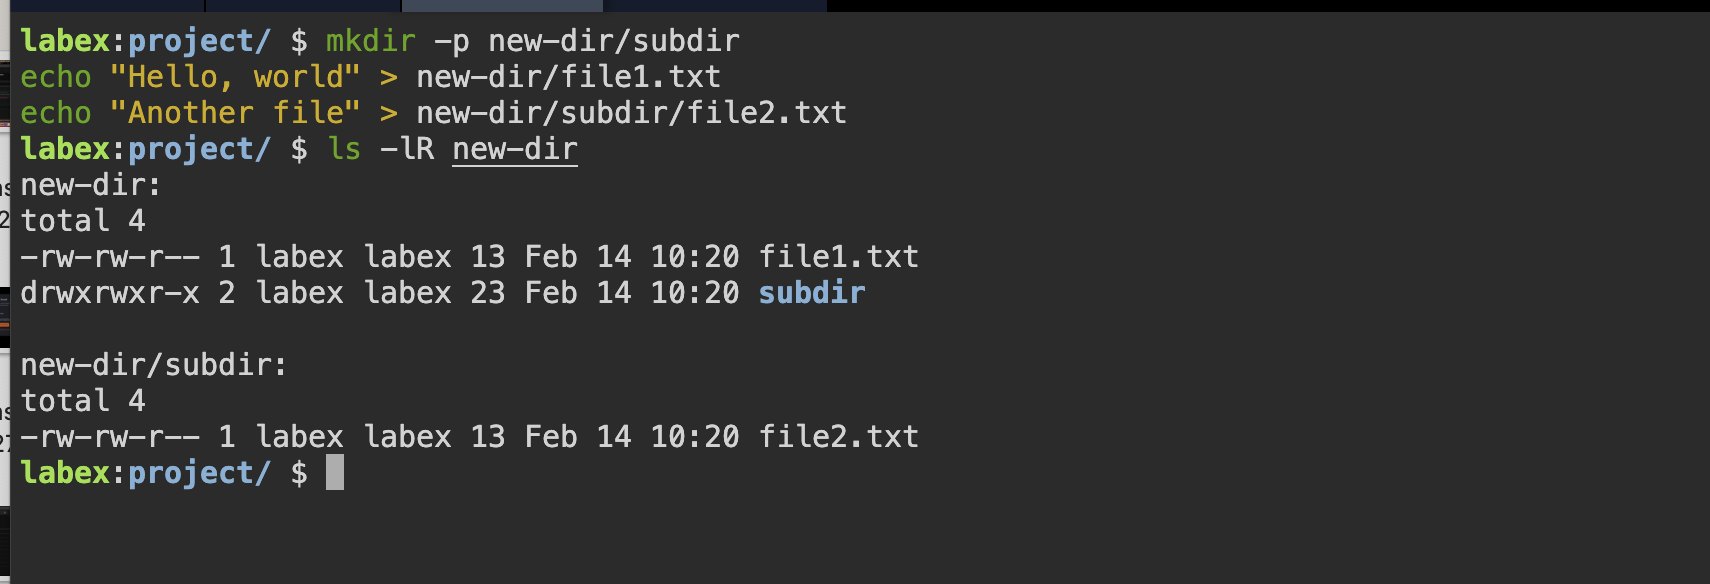 labex:project/ $ mkdir -p new-dir/subdir
echo "Hello, world" > new-dir/file1.txt
echo "Another file" > new-dir/subdir/file2.txt
labex:project/ $ ls -lR new-dir
new-dir:
total 4
-rw-rw-r-- 1 labex labex 13 Feb 14 10:20 file1.txt
drwxrwxr-x 2 labex labex 23 Feb 14 10:20 subdir
new-dir/subdir:
total 4
-rw-rw-r-- 1 labex labex 13 Feb 14 10:20 file2.txt
labex:project/ $